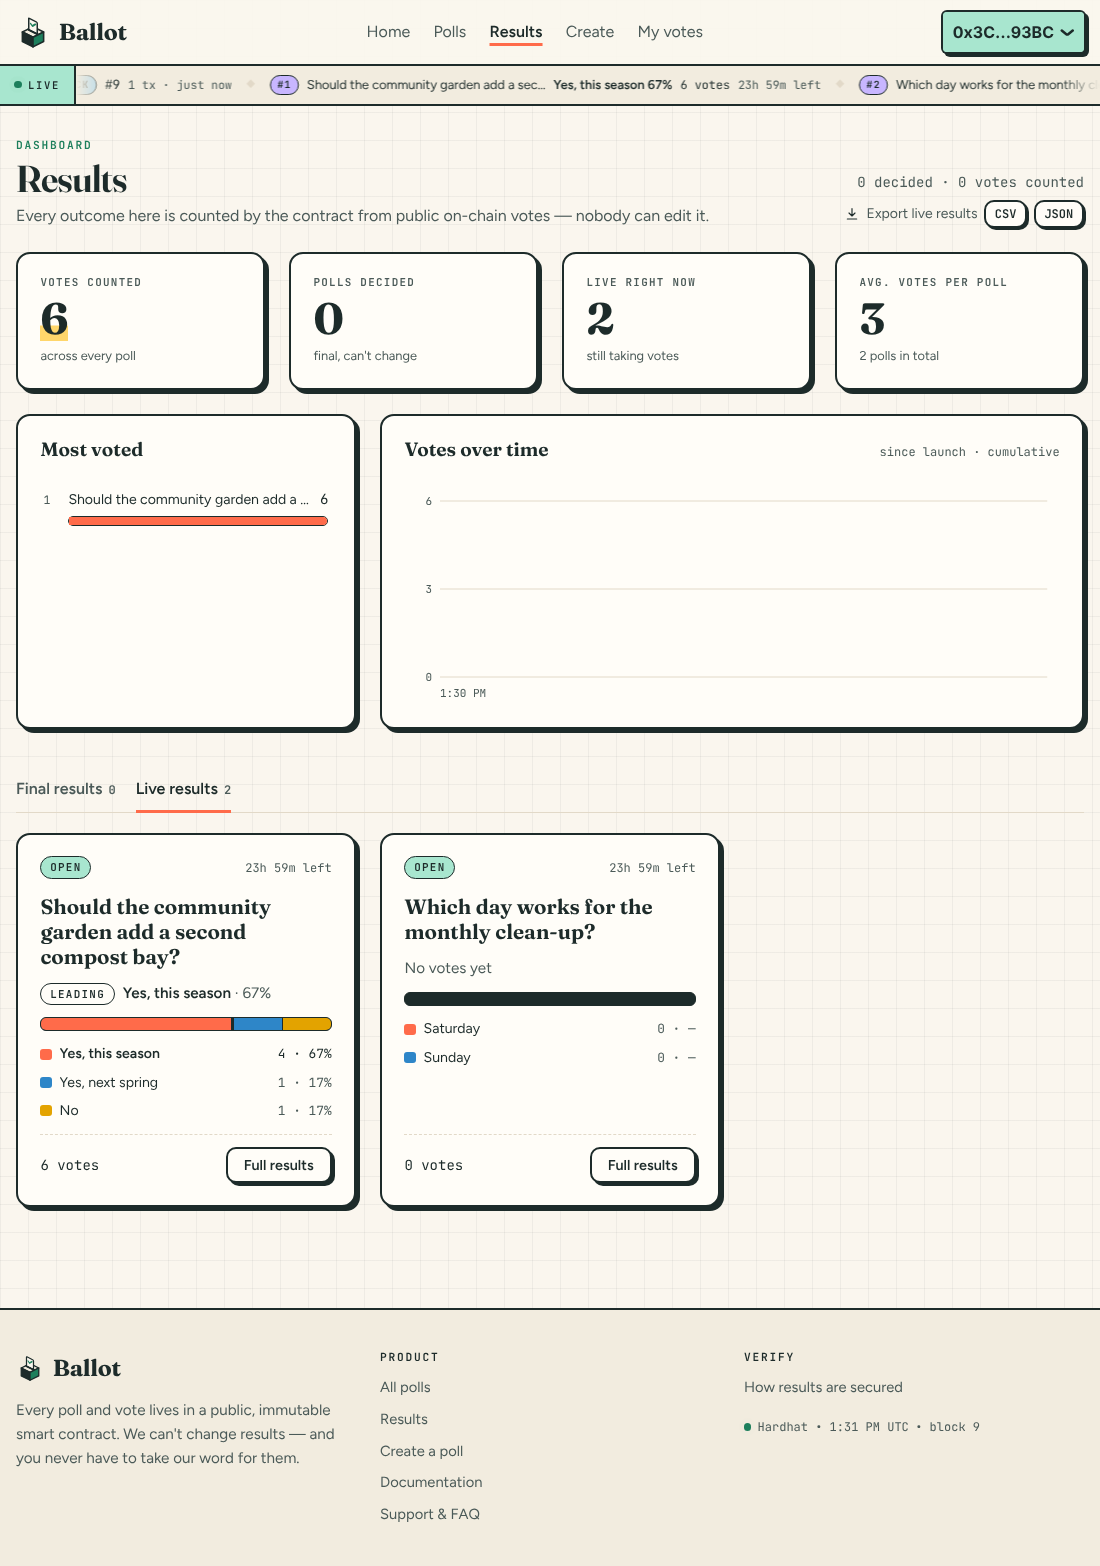 Ballot
Home Polls Results Create My votes
0x3C...93BC
LIVE
#9 1 tx · just now
#1 Should the community garden add a sec... Yes, this season 67% 6 votes 23h 59m left
#2 Which day works for the monthly
DASHBOARD
Results
Every outcome here is counted by the contract from public on-chain votes — nobody can edit it.
0 decided · 0 votes counted
Export live results CSV JSON
VOTES COUNTED
6
across every poll
POLLS DECIDED
0
final, can't change
LIVE RIGHT NOW
2
still taking votes
AVG. VOTES PER POLL
3
2 polls in total
Most voted
1 Should the community garden add a ... 6
Votes over time
since launch · cumulative
6
3
0
1:30 PM
Final results 0
Live results 2
OPEN
23h 59m left
Should the community
garden add a second
compost bay?
LEADING Yes, this season · 67%
Yes, this season 4 · 67%
Yes, next spring 1 · 17%
No 1 · 17%
6 votes
Full results
OPEN
23h 59m left
Which day works for the
monthly clean-up?
No votes yet
Saturday 0 · —
Sunday 0 · —
0 votes
Full results
Ballot
Every poll and vote lives in a public, immutable
smart contract. We can't change results — and
you never have to take our word for them.
PRODUCT
All polls
Results
Create a poll
Documentation
Support & FAQ
VERIFY
How results are secured
Hardhat • 1:31 PM UTC • block 9